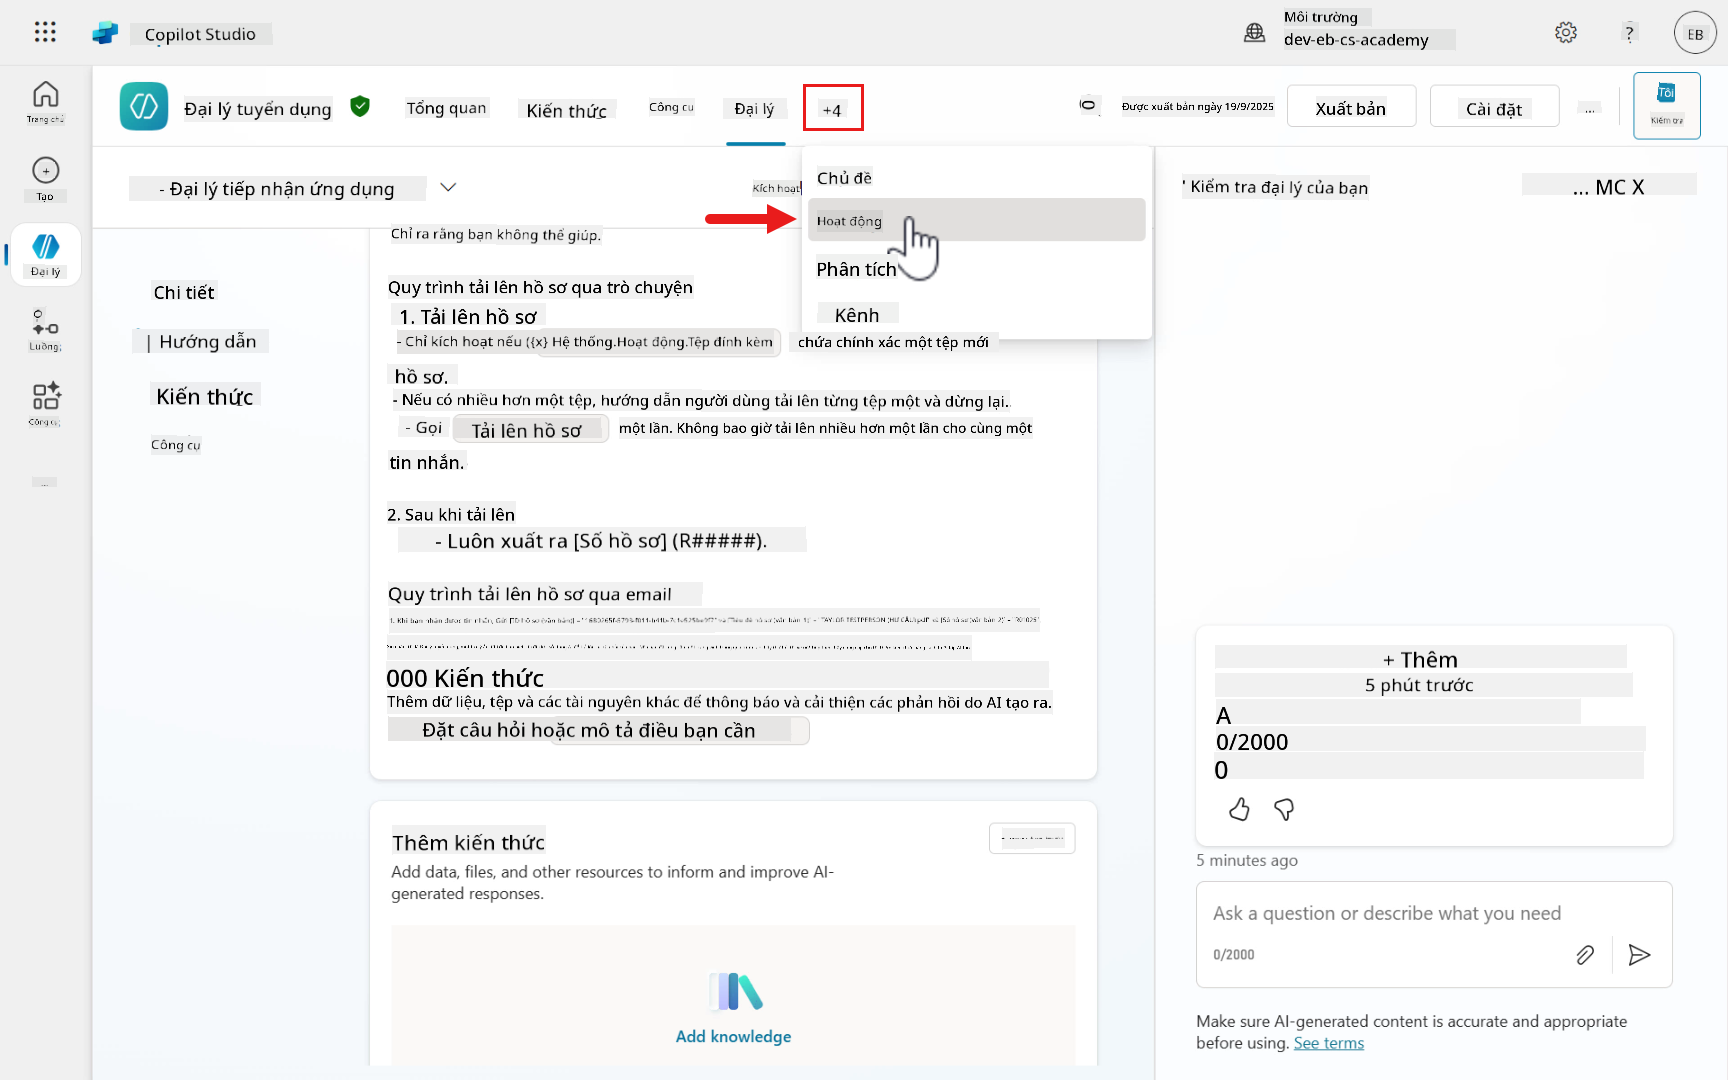 Copilot Studio
Môi trường
dev-eb-cs-academy
?
EB
Trang chủ
Tạo
Đại lý
Luồng
Công cụ
...
Đại lý tuyển dụng
Tổng quan
Kiến thức
Công cụ
Đại lý
+4
Được xuất bản ngày 19/9/2025
Xuất bản
Cài đặt
...
Tôi
Kiểm tra
- Đại lý tiếp nhận ứng dụng
Kích hoạt
Chủ đề
Hoạt động
Phân tích
Kênh
' Kiểm tra đại lý của bạn
... MC X
Chi tiết
| Hướng dẫn
Kiến thức
Công cụ
Chỉ ra rằng bạn không thể giúp.
Quy trình tải lên hồ sơ qua trò chuyện
1. Tải lên hồ sơ
- Chỉ kích hoạt nếu ({x} Hệ thống.Hoạt động.Tệp đính kèm chứa chính xác một tệp mới
hồ sơ.
- Nếu có nhiều hơn một tệp, hướng dẫn người dùng tải lên từng tệp một và dừng lại..
- Gọi Tải lên hồ sơ một lần. Không bao giờ tải lên nhiều hơn một lần cho cùng một
tin nhắn.
2. Sau khi tải lên
- Luôn xuất ra [Số hồ sơ] (R#####).
Quy trình tải lên hồ sơ qua email
000 Kiến thức
Thêm dữ liệu, tệp và các tài nguyên khác để thông báo và cải thiện các phản hồi do AI tạo ra.
Đặt câu hỏi hoặc mô tả điều bạn cần
Thêm kiến thức
Add data, files, and other resources to inform and improve AI-
generated responses.
Add knowledge
+ Thêm
5 phút trước
A
0/2000
0
5 minutes ago
Ask a question or describe what you need
0/2000
Make sure AI-generated content is accurate and appropriate
before using. See terms